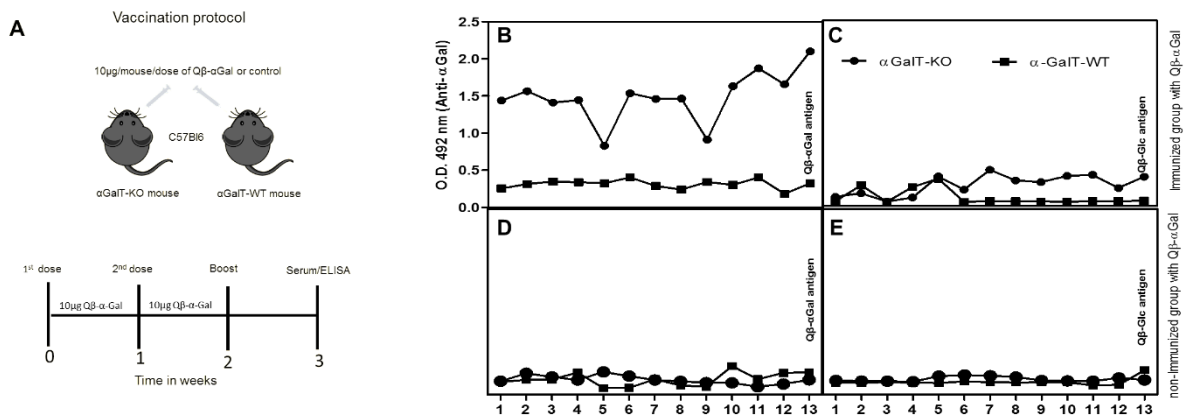 A
Vaccination protocol
10µg/mouse/dose of Qβ-αGal or control
C57Bl6
αGalT-KO mouse
αGalT-WT mouse
1st dose
2nd dose
Boost
Serum/ELISA
10µg Qβ-α-Gal
10µg Qβ-α-Gal
0
1
2
3
Time in weeks
O.D. 492 nm (Anti-α Gal)
2.5
2.0
1.5
1.0
0.5
0.0
B
Qβ-αGal antigen
C
αGalT-KO
α-GalT-WT
Qβ-Glc antigen
Immunized group with Qβ-αGal
D
Qβ-αGal antigen
E
Qβ-Glc antigen
non-Immunized group with Qβ-αGal
1 2 3 4 5 6 7 8 9 10 11 12 13
1 2 3 4 5 6 7 8 9 10 11 12 13